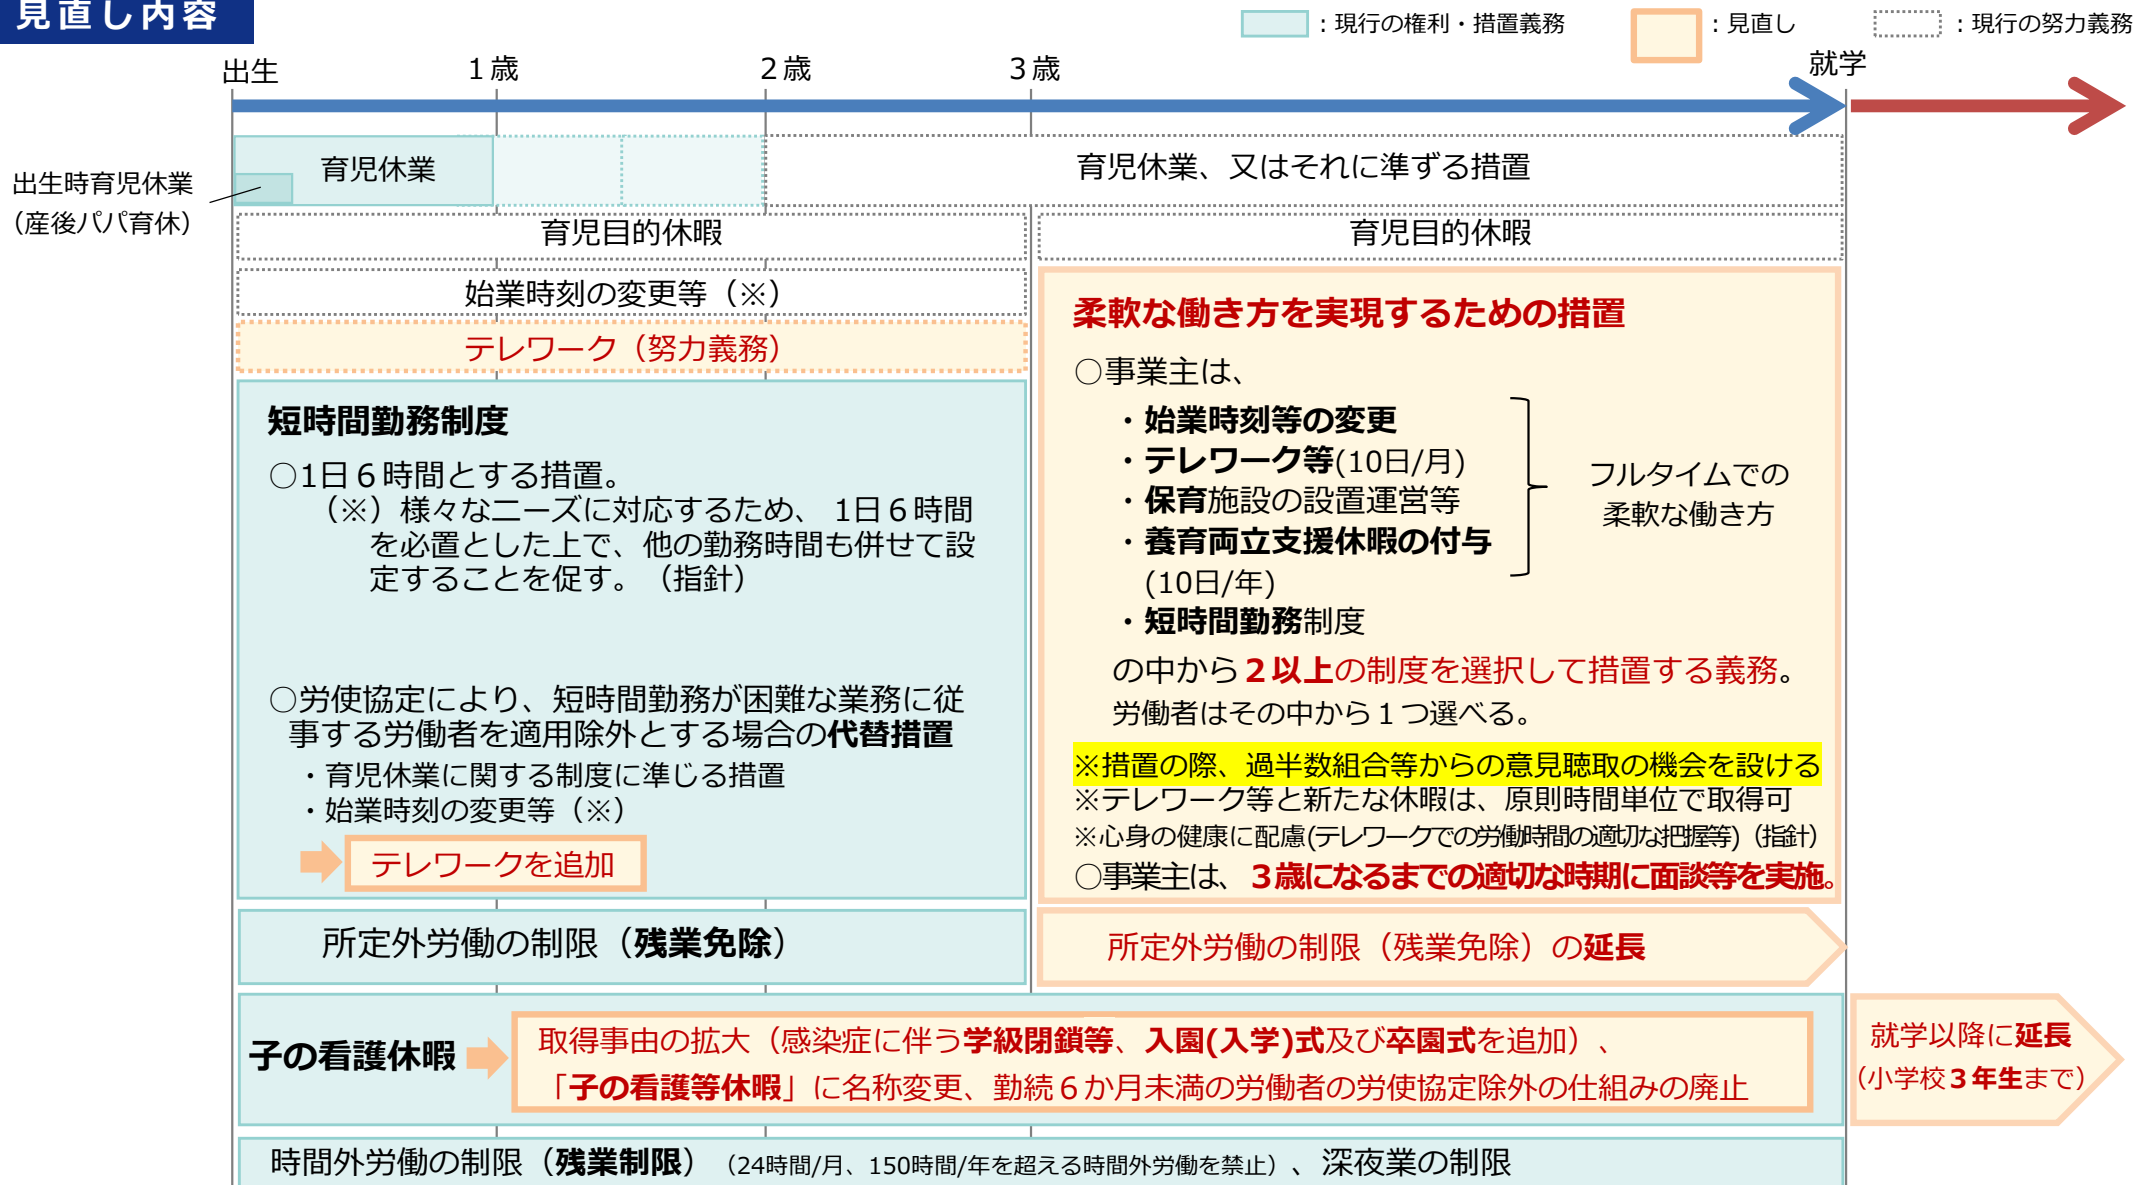 見直し内容
：現行の権利・措置義務
：見直し
：現行の努力義務
出生
１歳
２歳
３歳
就学
出生時育児休業
（産後パパ育休）
育児休業
育児休業、又はそれに準ずる措置
育児目的休暇
育児目的休暇
始業時刻の変更等（※）
テレワーク（努力義務）
短時間勤務制度
○1日６時間とする措置。
（※）様々なニーズに対応するため、 1日６時間
を必置とした上で、他の勤務時間も併せて設
定することを促す。（指針）
○労使協定により、短時間勤務が困難な業務に従
事する労働者を適用除外とする場合の代替措置
・育児休業に関する制度に準じる措置
・始業時刻の変更等（※）
テレワークを追加
柔軟な働き方を実現するための措置
○事業主は、
・始業時刻等の変更
・テレワーク等(10日/月)
・保育施設の設置運営等
・養育両立支援休暇の付与
(10日/年)
・短時間勤務制度
フルタイムでの
柔軟な働き方
の中から２以上の制度を選択して措置する義務。
労働者はその中から１つ選べる。
※措置の際、過半数組合等からの意見聴取の機会を設ける
※テレワーク等と新たな休暇は、原則時間単位で取得可
※心身の健康に配慮(テレワークでの労働時間の適切な把握等)（指針）
○事業主は、３歳になるまでの適切な時期に面談等を実施。
所定外労働の制限（残業免除）
所定外労働の制限（残業免除）の延長
子の看護休暇
取得事由の拡大（感染症に伴う学級閉鎖等、入園(入学)式及び卒園式を追加）、
「子の看護等休暇」に名称変更、勤続６か月未満の労働者の労使協定除外の仕組みの廃止
就学以降に延長
（小学校３年生まで）
時間外労働の制限（残業制限）（24時間/月、150時間/年を超える時間外労働を禁止）、深夜業の制限